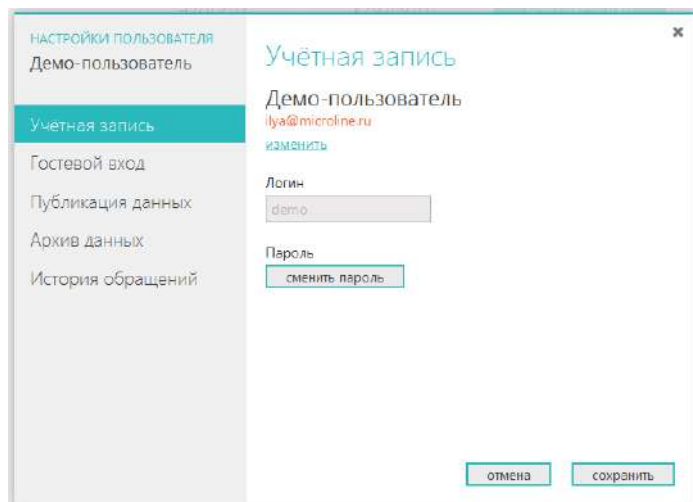 НАСТРОЙКИ ПОЛЬЗОВАТЕЛЯ
Демо-пользователь
Учётная запись
Гостевой вход
Публикация данных
Архив данных
История обращений
Учётная запись
Демо-пользователь
ilya@microline.ru
изменить
Логин
demo
Пароль
сменить пароль
отмена
сохранить